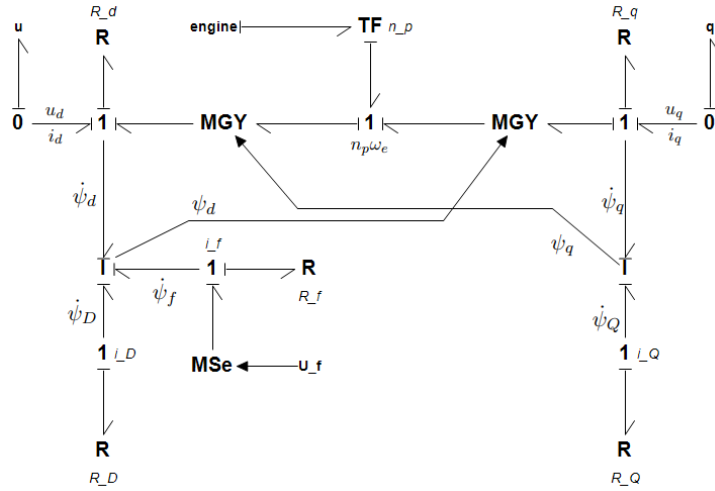 R_d
R_q
u
engine
TF n_p
q
R
R
u_d
u_q
0
1
MGY
1
MGY
1
0
i_d
n_pω_e
i_q
ψ̇_d
ψ_d
ψ̇_q
i_f
ψ_q
I
1
R
I
ψ̇_f
R_f
ψ̇_D
ψ̇_Q
1 i_D
MSe
U_f
1 i_Q
R
R
R_D
R_Q